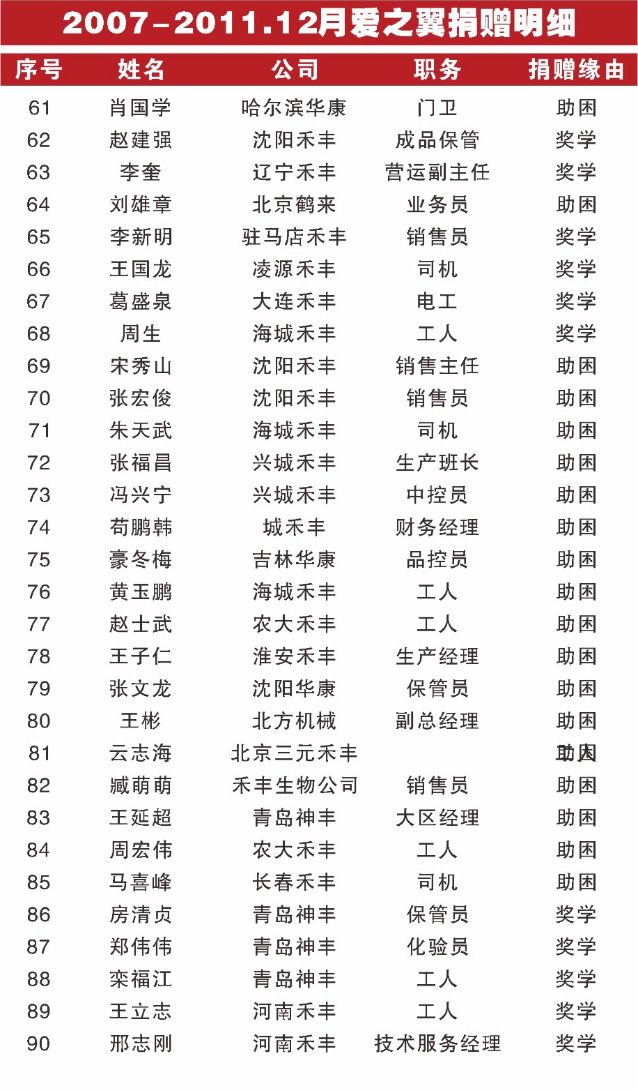 2007-2011.12月爱之翼捐赠明细
序号 姓名 公司 职务 捐赠缘由
61 肖国学 哈尔滨华康 门卫 助困
62 赵建强 沈阳禾丰 成品保管 奖学
63 李奎 辽宁禾丰 营运副主任 奖学
64 刘雄章 北京鹤来 业务员 助困
65 李新明 驻马店禾丰 销售员 奖学
66 王国龙 凌源禾丰 司机 奖学
67 葛盛泉 大连禾丰 电工 奖学
68 周生 海城禾丰 工人 奖学
69 宋秀山 沈阳禾丰 销售主任 助困
70 张宏俊 沈阳禾丰 销售员 助困
71 朱天武 海城禾丰 司机 助困
72 张福昌 兴城禾丰 生产班长 助困
73 冯兴宁 兴城禾丰 中控员 助困
74 苟鹏韩 城禾丰 财务经理 助困
75 豪冬梅 吉林华康 品控员 助困
76 黄玉鹏 海城禾丰 工人 助困
77 赵士武 农大禾丰 工人 助困
78 王子仁 淮安禾丰 生产经理 助困
79 张文龙 沈阳华康 保管员 助困
80 王彬 北方机械 副总经理 助困
81 云志海 北京三元禾丰
82 臧萌萌 禾丰生物公司 销售员 助困
83 王延超 青岛神丰 大区经理 助困
84 周宏伟 农大禾丰 工人 助困
85 马喜峰 长春禾丰 司机 助困
86 房清贞 青岛神丰 保管员 奖学
87 郑伟伟 青岛神丰 化验员 奖学
88 栾福江 青岛神丰 工人 奖学
89 王立志 河南禾丰 工人 奖学
90 邢志刚 河南禾丰 技术服务经理 奖学